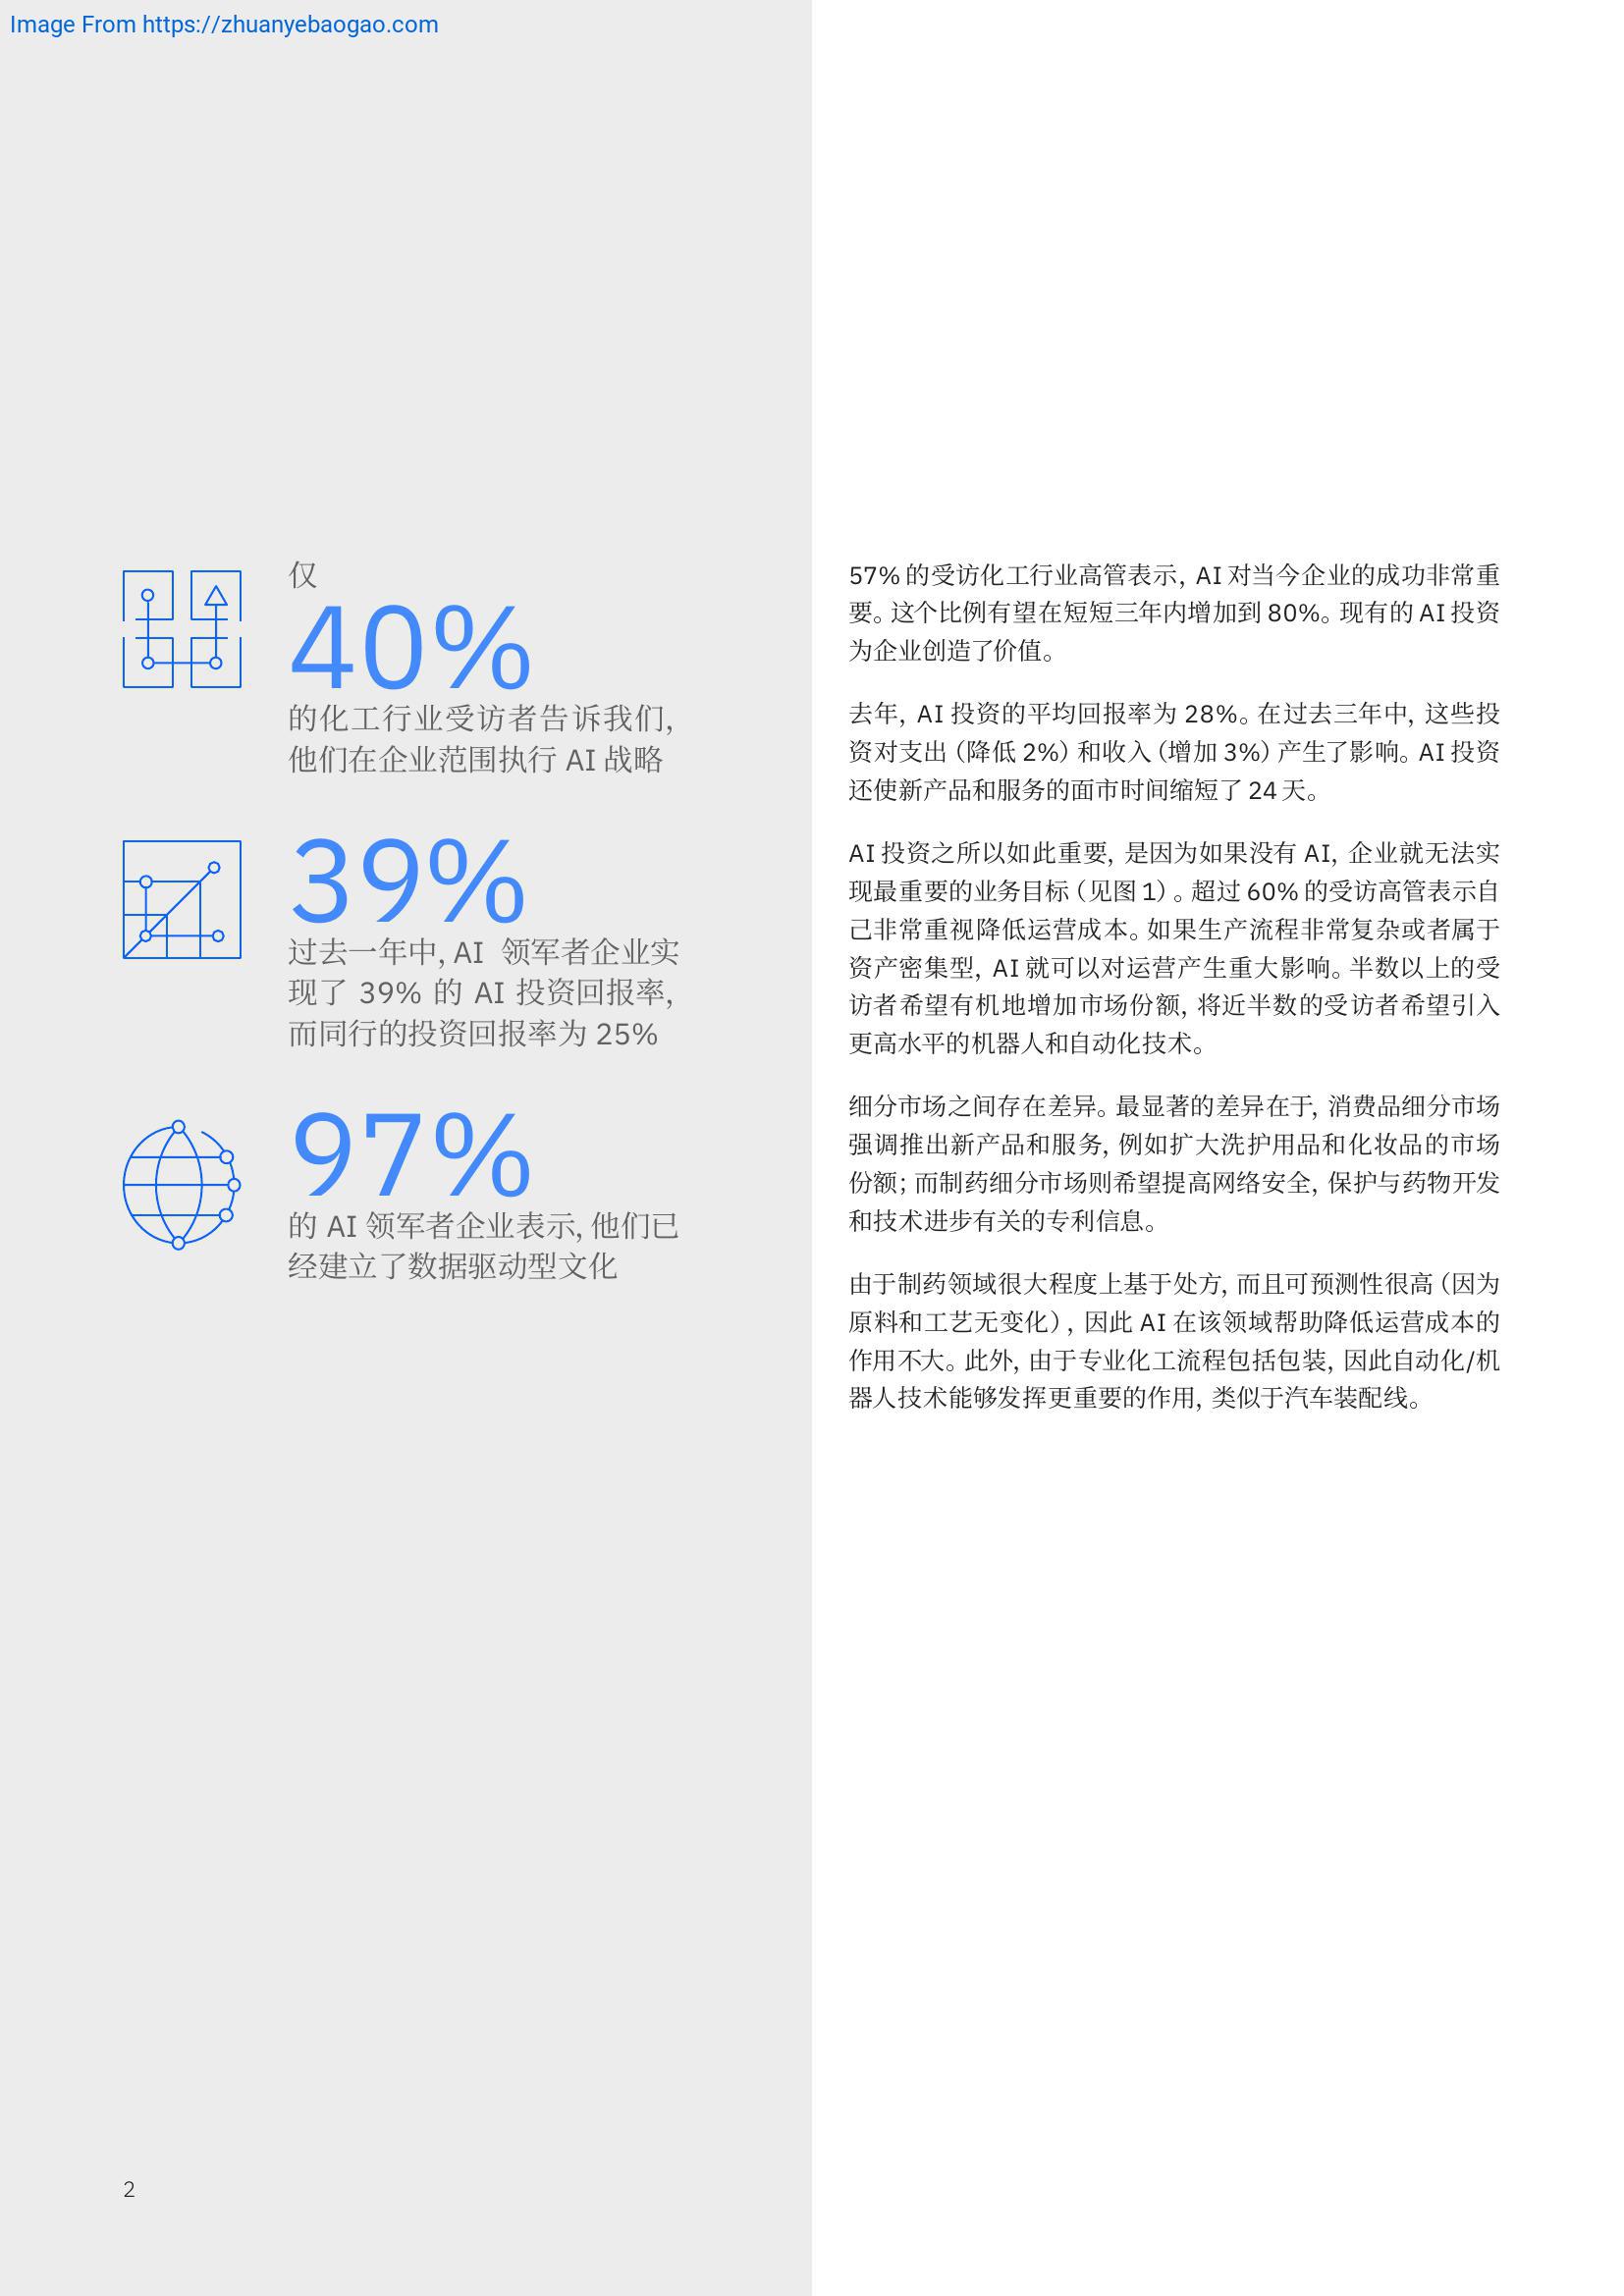 Image From https://zhuanyebaogao.com
仅
40%
的化工行业受访者告诉我们,
他们在企业范围执行 AI 战略
39%
过去一年中, AI 领军者企业实
现了 39% 的 AI 投资回报率,
而同行的投资回报率为 25%
97%
的 AI 领军者企业表示, 他们已
经建立了数据驱动型文化
57% 的受访化工行业高管表示, AI 对当今企业的成功非常重
要。这个比例有望在短短三年内增加到 80%。现有的 AI 投资
为企业创造了价值。
去年, AI 投资的平均回报率为 28%。在过去三年中, 这些投
资对支出（降低 2%）和收入（增加 3%）产生了影响。AI 投资
还使新产品和服务的面市时间缩短了 24 天。
AI 投资之所以如此重要, 是因为如果没有 AI, 企业就无法实
现最重要的业务目标（见图 1）。超过 60% 的受访高管表示自
己非常重视降低运营成本。如果生产流程非常复杂或者属于
资产密集型, AI 就可以对运营产生重大影响。半数以上的受
访者希望有机地增加市场份额, 将近半数的受访者希望引入
更高水平的机器人和自动化技术。
细分市场之间存在差异。最显著的差异在于, 消费品细分市场
强调推出新产品和服务, 例如扩大洗护用品和化妆品的市场
份额; 而制药细分市场则希望提高网络安全, 保护与药物开发
和技术进步有关的专利信息。
由于制药领域很大程度上基于处方, 而且可预测性很高（因为
原料和工艺无变化）, 因此 AI 在该领域帮助降低运营成本的
作用不大。此外, 由于专业化工流程包括包装, 因此自动化/机
器人技术能够发挥更重要的作用, 类似于汽车装配线。
2